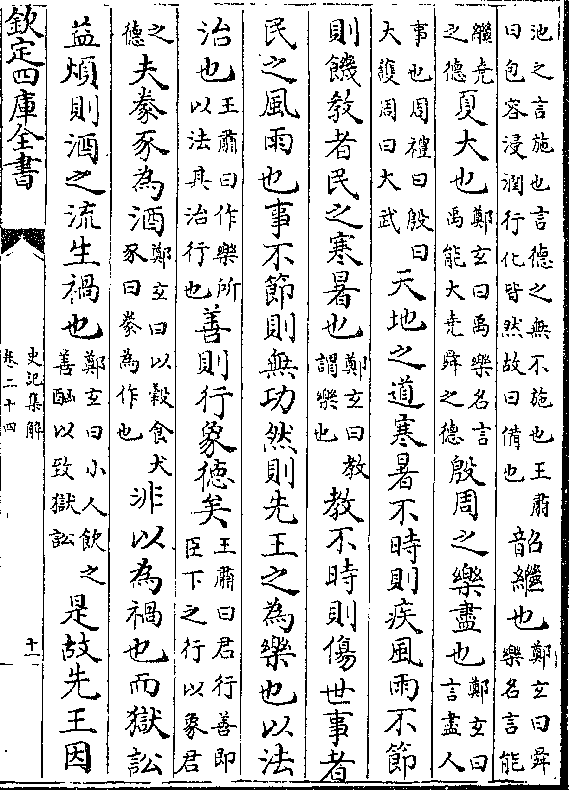 池之言施也言德之無不施也王肅
曰包容浸潤行化皆然故曰備也
韶繼也
鄭玄曰舜
樂名言能
繼堯
之德
夏大也
鄭玄曰禹樂名言
禹能大堯舜之德
殷周之樂盡也
鄭玄曰
言盡人
事也周禮曰殷曰
大護周曰大武
天地之道寒暑不時則疾風雨不節
則饑教者民之寒暑也
鄭玄曰教
謂樂也
教不時則傷世事者
民之風雨也事不節則無功然則先王之為樂也以法
治也
王肅曰作樂所
以法其治行也
善則行象德矣
王肅曰君行善即
臣下之行以象君
之
德
夫豢豕為酒
鄭玄曰以穀食犬
豕曰豢為作也
非以為禍也而獄訟
益煩則酒之流生禍也
鄭玄曰小人飲之
善酗以致獄訟
是故先王因
欽定四庫全書
史記集解
卷二十四
十